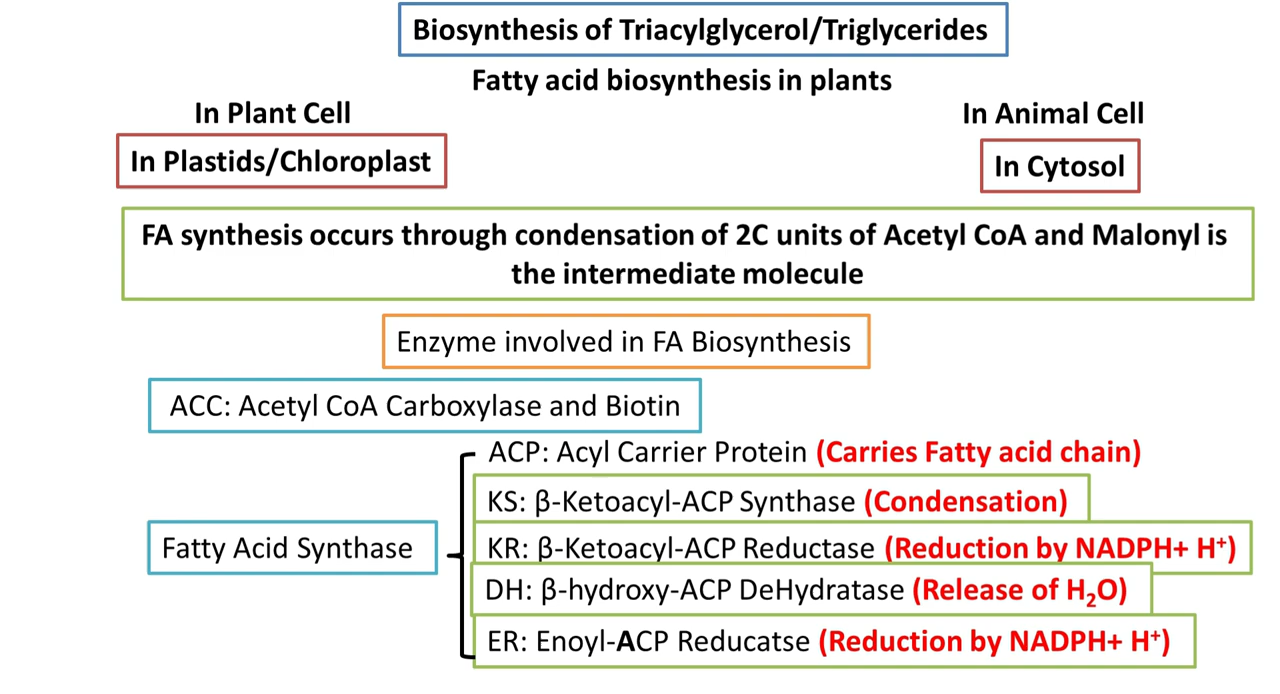 Biosynthesis of Triacylglycerol/Triglycerides
Fatty acid biosynthesis in plants
In Plant Cell
In Animal Cell
In Plastids/Chloroplast
In Cytosol
FA synthesis occurs through condensation of 2C units of Acetyl CoA and Malonyl is
the intermediate molecule
Enzyme involved in FA Biosynthesis
ACC: Acetyl CoA Carboxylase and Biotin
Fatty Acid Synthase
ACP: Acyl Carrier Protein (Carries Fatty acid chain)
KS: β-Ketoacyl-ACP Synthase (Condensation)
KR: β-Ketoacyl-ACP Reductase (Reduction by NADPH+ H⁺)
DH: β-hydroxy-ACP DeHydratase (Release of H₂O)
ER: Enoyl-ACP Reducatse (Reduction by NADPH+ H⁺)